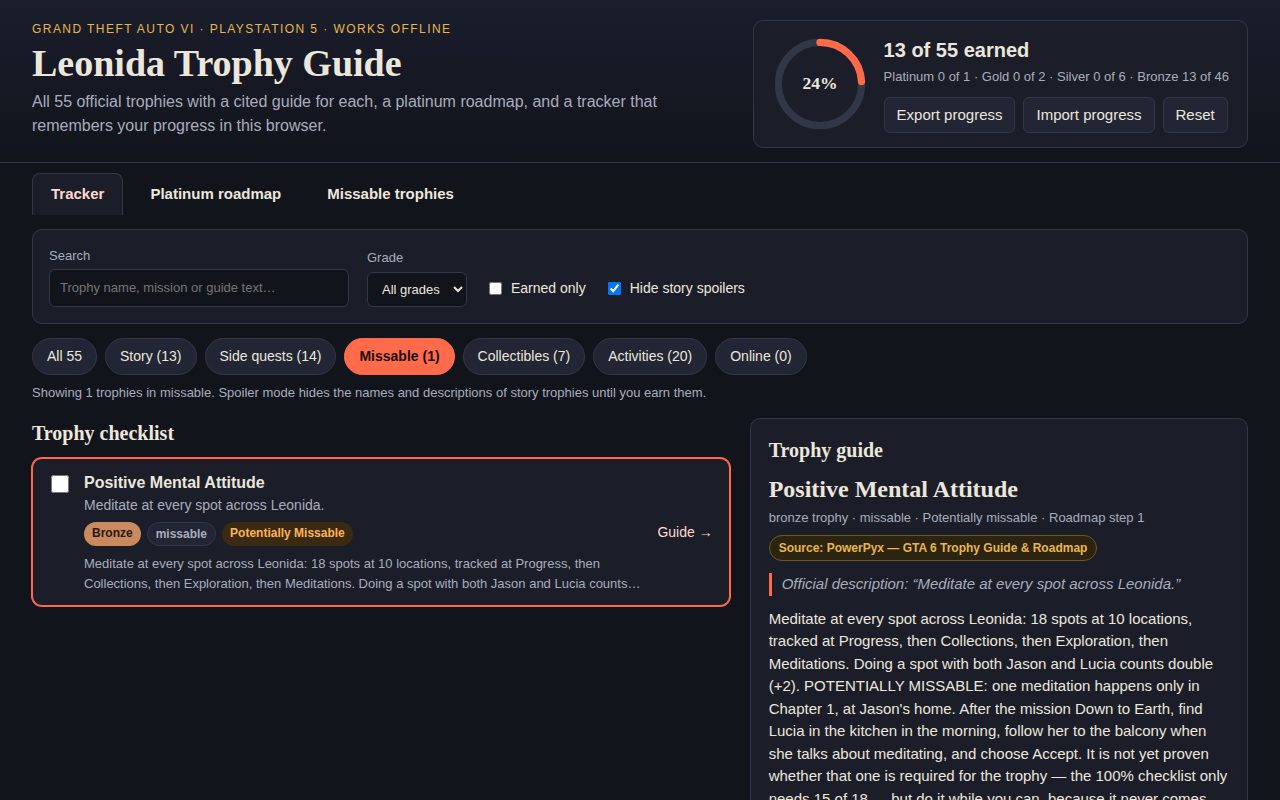 GRAND THEFT AUTO VI · PLAYSTATION 5 · WORKS OFFLINE
Leonida Trophy Guide
All 55 official trophies with a cited guide for each, a platinum roadmap, and a tracker that
remembers your progress in this browser.
24%
13 of 55 earned
Platinum 0 of 1 · Gold 0 of 2 · Silver 0 of 6 · Bronze 13 of 46
Export progress
Import progress
Reset
Tracker
Platinum roadmap
Missable trophies
Search
Trophy name, mission or guide text…
Grade
All grades
Earned only
Hide story spoilers
All 55
Story (13)
Side quests (14)
Missable (1)
Collectibles (7)
Activities (20)
Online (0)
Showing 1 trophies in missable. Spoiler mode hides the names and descriptions of story trophies until you earn them.
Trophy checklist
Positive Mental Attitude
Meditate at every spot across Leonida.
Bronze
missable
Potentially Missable
Guide →
Meditate at every spot across Leonida: 18 spots at 10 locations, tracked at Progress, then
Collections, then Exploration, then Meditations. Doing a spot with both Jason and Lucia counts…
Trophy guide
Positive Mental Attitude
bronze trophy · missable · Potentially missable · Roadmap step 1
Source: PowerPyx — GTA 6 Trophy Guide & Roadmap
Official description: “Meditate at every spot across Leonida.”
Meditate at every spot across Leonida: 18 spots at 10 locations,
tracked at Progress, then Collections, then Exploration, then
Meditations. Doing a spot with both Jason and Lucia counts double
(+2). POTENTIALLY MISSABLE: one meditation happens only in
Chapter 1, at Jason's home. After the mission Down to Earth, find
Lucia in the kitchen in the morning, follow her to the balcony when
she talks about meditating, and choose Accept. It is not yet proven
whether that one is required for the trophy — the 100% checklist only
needs 15 of 18 — but do it while you can, because it never comes